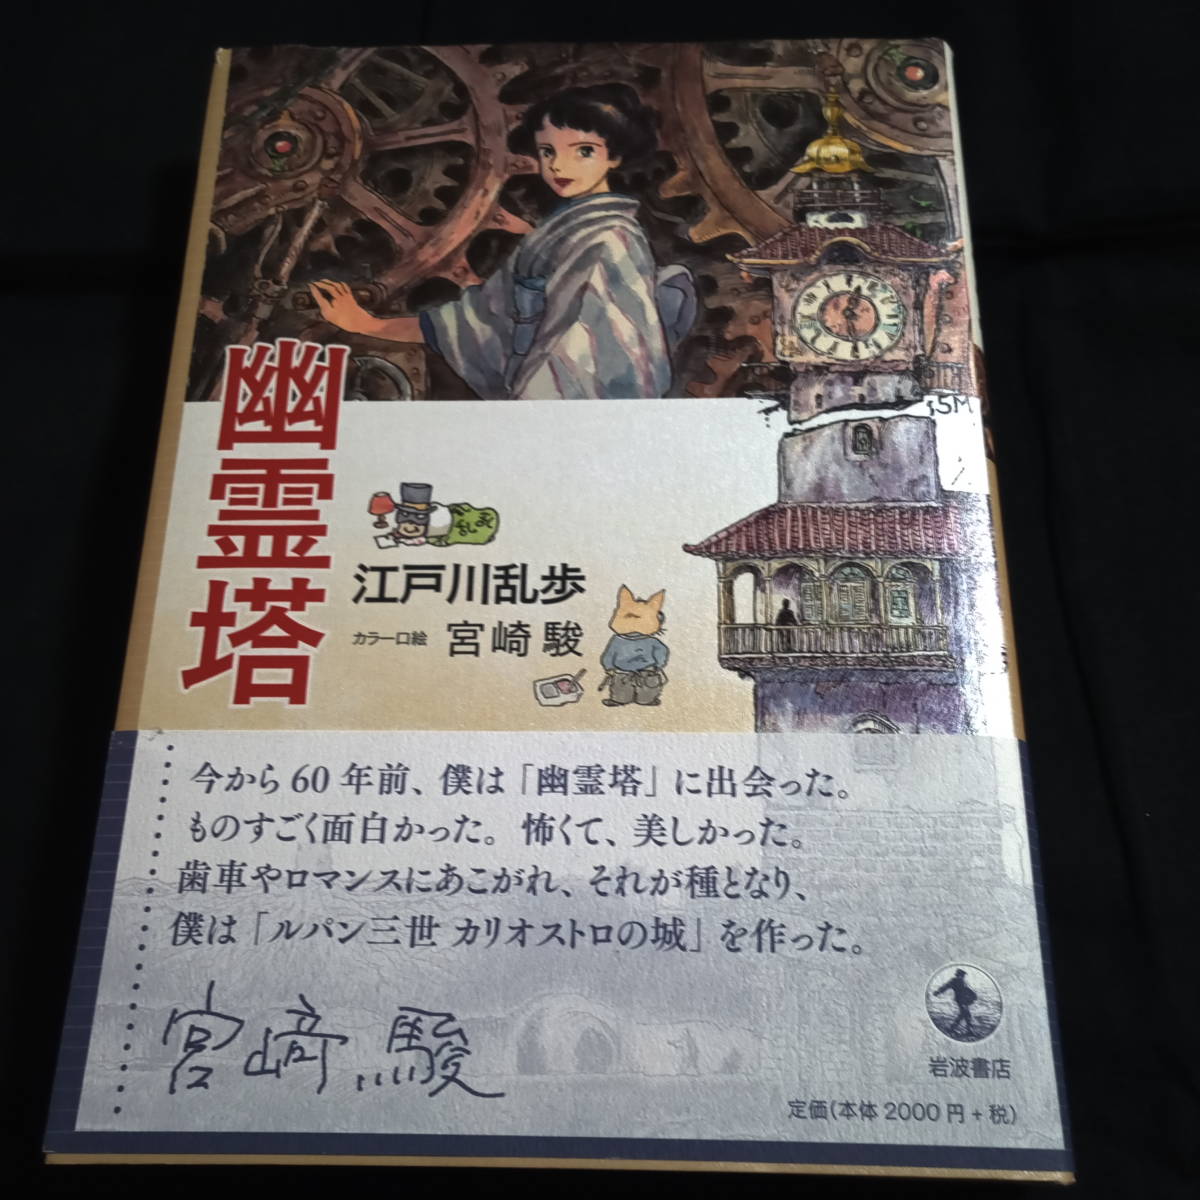 幽霊塔
5M
江戸川乱歩
カラー口絵 宮崎 駿
今から60年前、僕は「幽霊塔」に出会った。
ものすごく面白かった。怖くて、美しかった。
歯車やロマンスにあこがれ、それが種となり、
僕は「ルパン三世 カリオストロの城」を作った。
宮﨑 駿
岩波書店
定価(本体2000円+税)